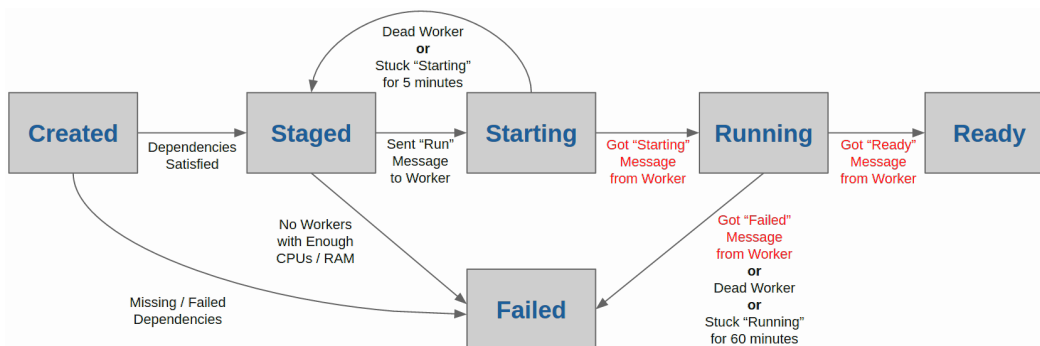 Dead Worker
or
Stuck “Starting”
for 5 minutes
Created
Staged
Starting
Running
Ready
Dependencies
Satisfied
Sent “Run”
Message
to Worker
Got “Starting”
Message
from Worker
Got “Ready”
Message
from Worker
No Workers
with Enough
CPUs / RAM
Got “Failed”
Message
from Worker
or
Dead Worker
or
Stuck “Running”
for 60 minutes
Missing / Failed
Dependencies
Failed